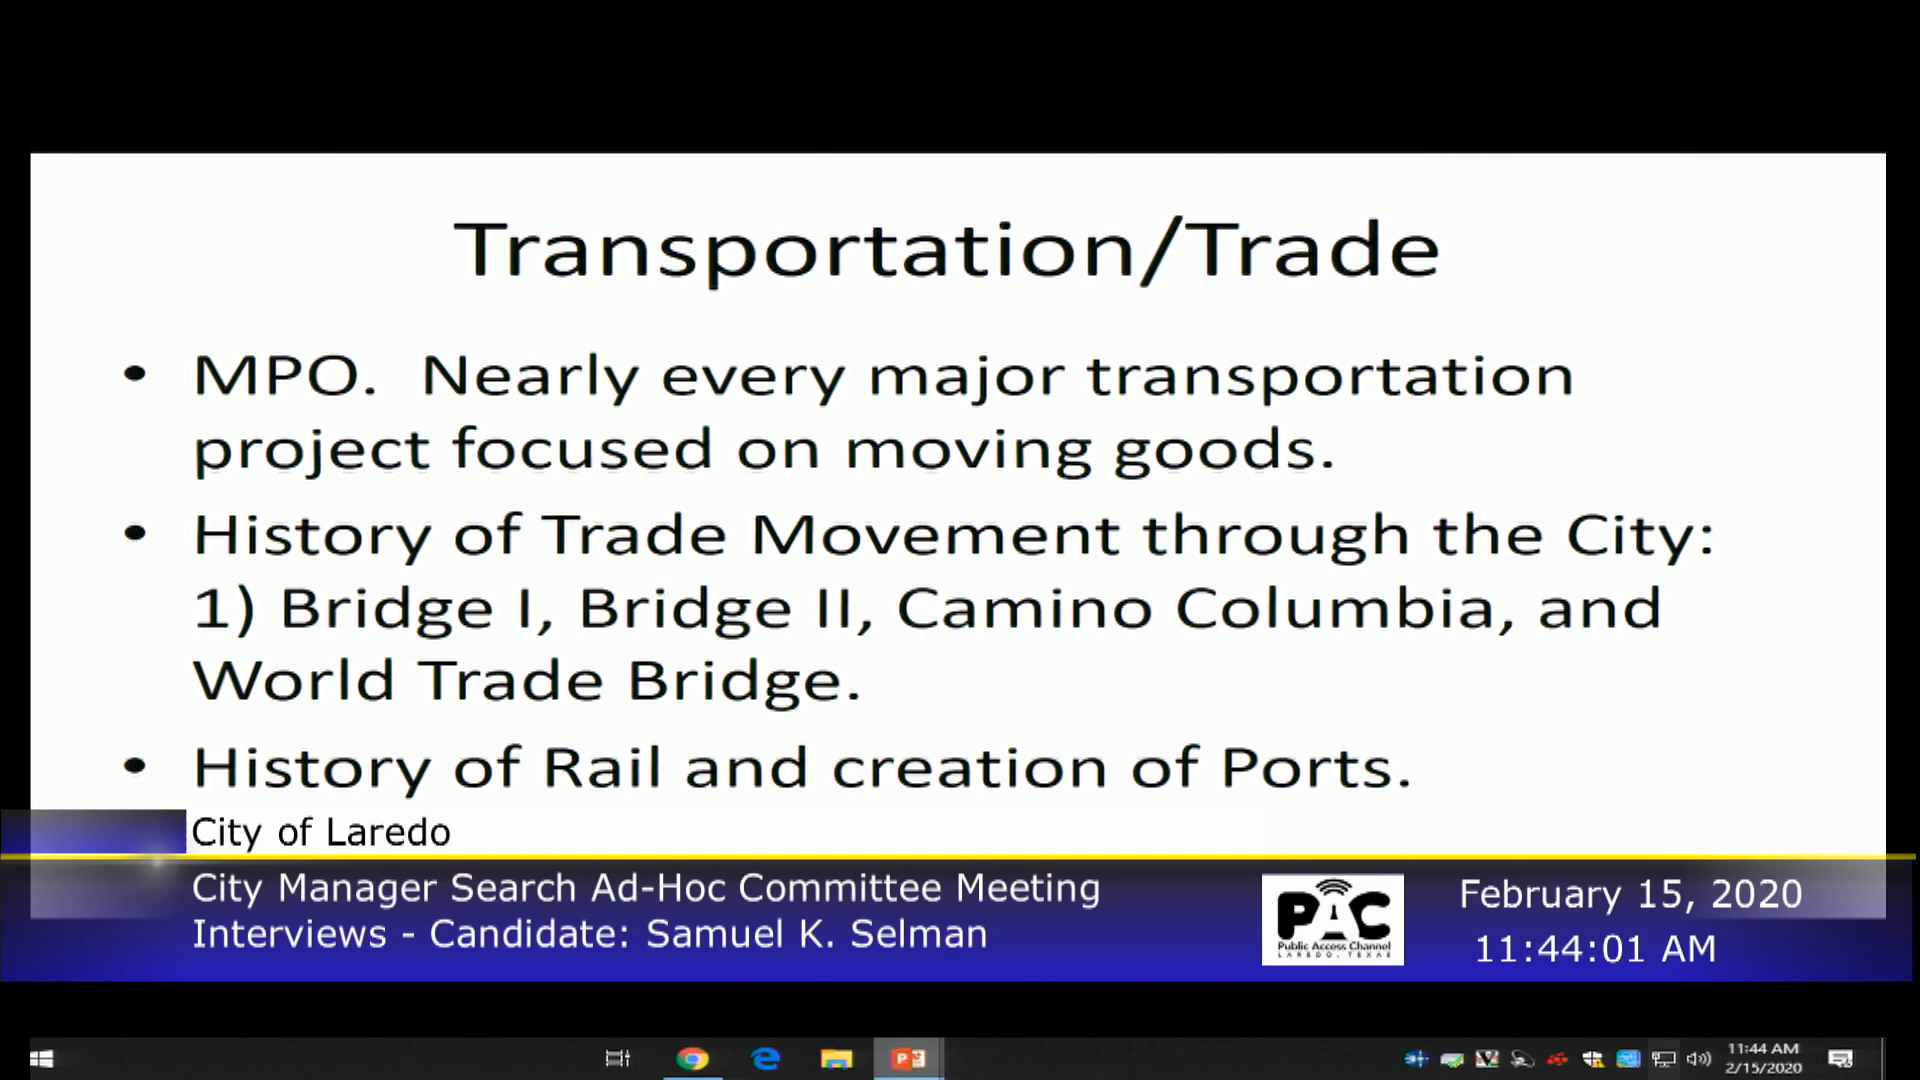 Transportation/Trade
• MPO.  Nearly every major transportation
project focused on moving goods.
• History of Trade Movement through the City:
1) Bridge I, Bridge II, Camino Columbia, and
World Trade Bridge.
• History of Rail and creation of Ports.
City of Laredo
City Manager Search Ad-Hoc Committee Meeting
Interviews - Candidate: Samuel K. Selman
PAC
Public Access Channel
LAREDO, TEXAS
February 15, 2020
11:44:01 AM
11:44 AM
2/15/2020